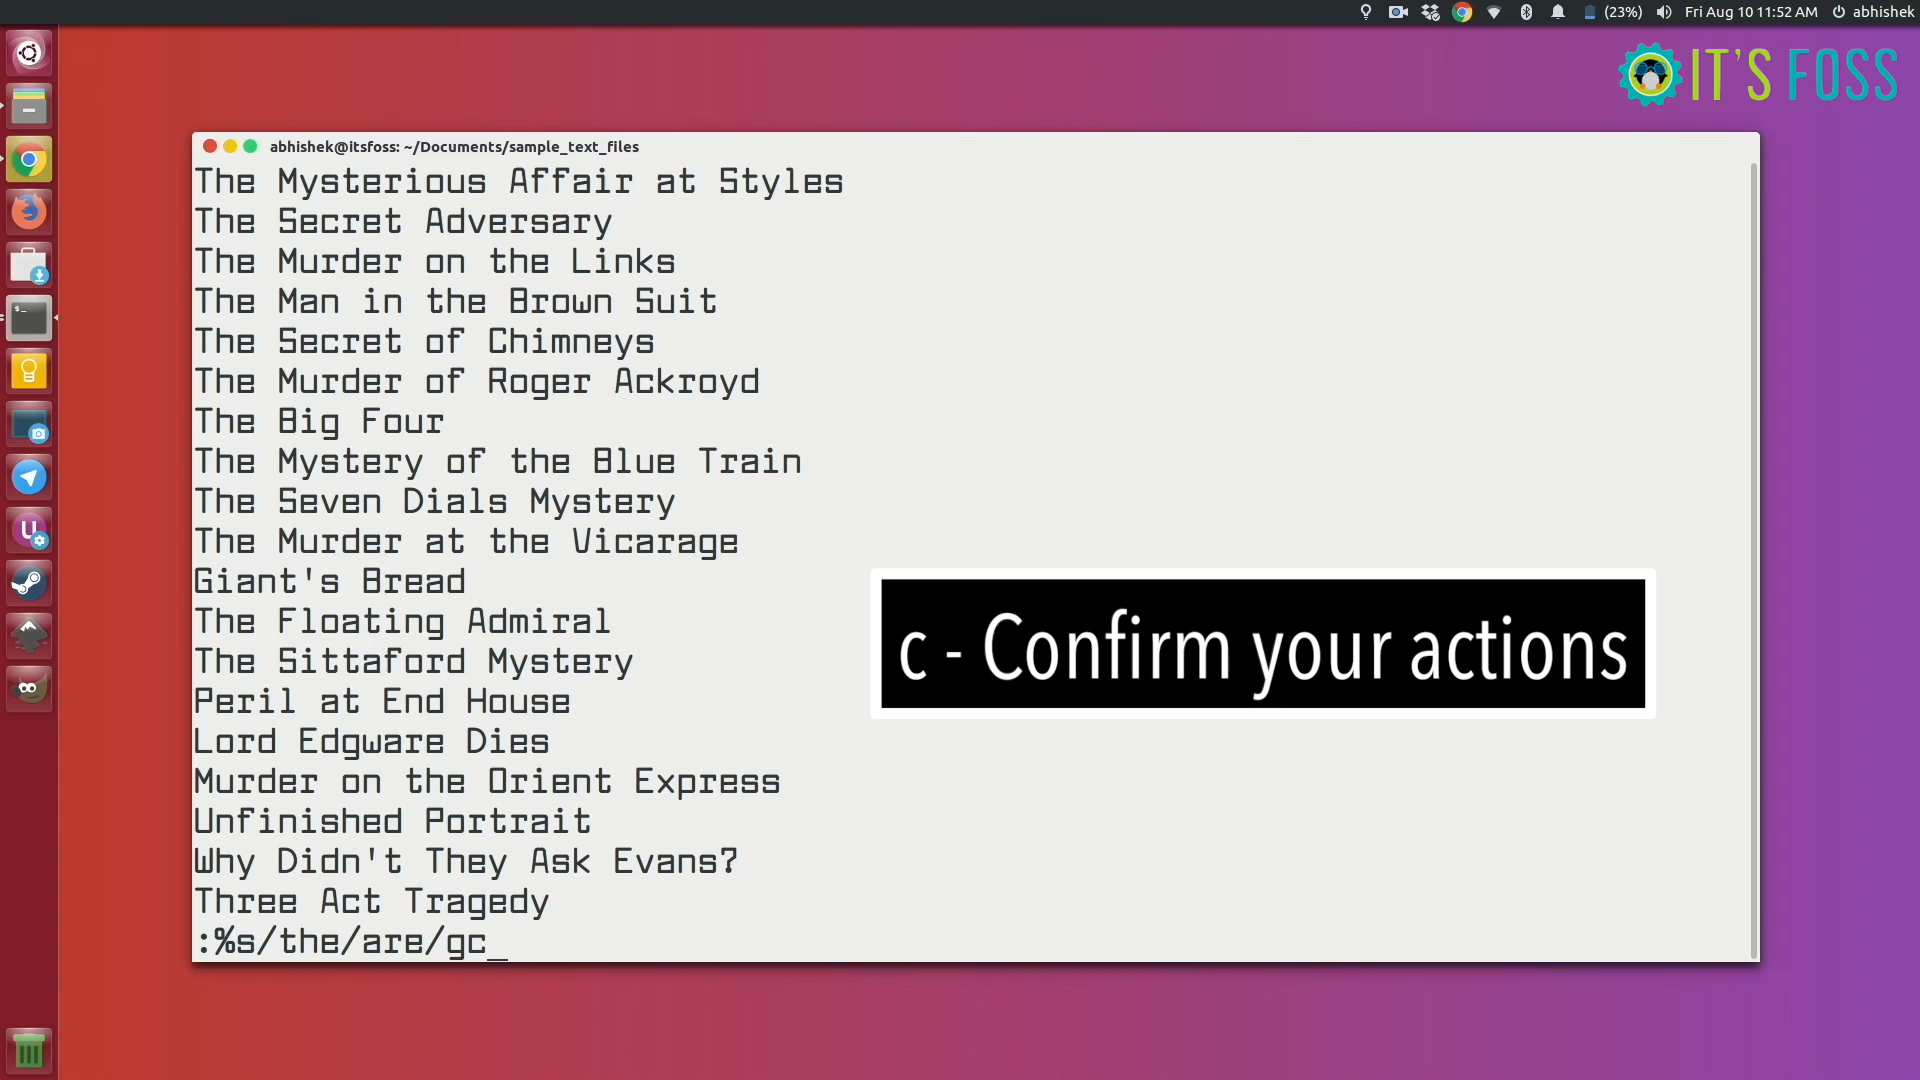 (23%) Fri Aug 10 11:52 AM abhishek
IT'S FOSS
abhishek@itsfoss: ~/Documents/sample_text_files
The Mysterious Affair at Styles
The Secret Adversary
The Murder on the Links
The Man in the Brown Suit
The Secret of Chimneys
The Murder of Roger Ackroyd
The Big Four
The Mystery of the Blue Train
The Seven Dials Mystery
The Murder at the Vicarage
Giant's Bread
The Floating Admiral
The Sittaford Mystery
c - Confirm your actions
Peril at End House
Lord Edgware Dies
Murder on the Orient Express
Unfinished Portrait
Why Didn't They Ask Evans?
Three Act Tragedy
:%s/the/are/gc_